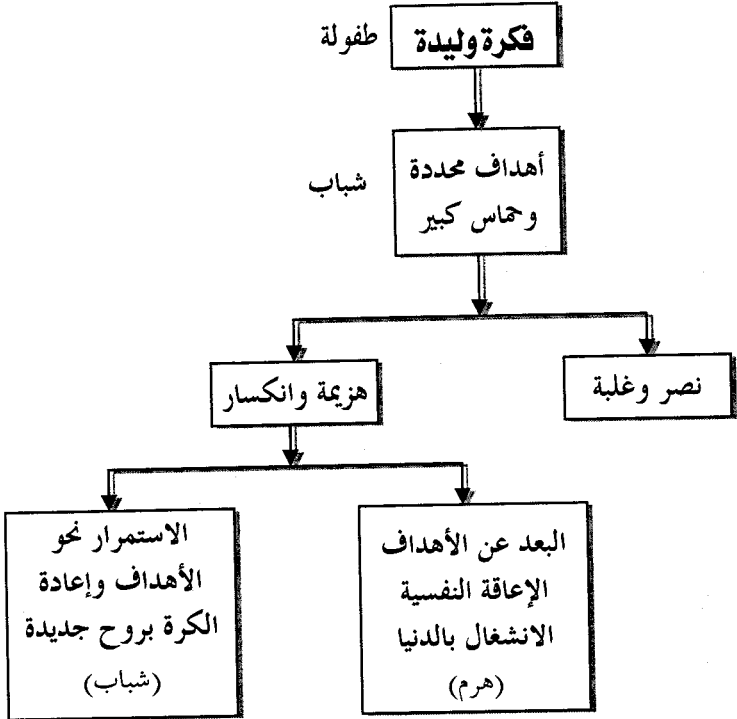 فكرة وليدة
طفولة
أهداف محددة
وحماس كبير
شباب
نصر وغلبة
هزيمة وانكسار
البعد عن الأهداف
الإعاقة النفسية
الانشغال بالدنيا
(هرم)
الاستمرار نحو
الأهداف وإعادة
الكرة بروح جديدة
(شباب)